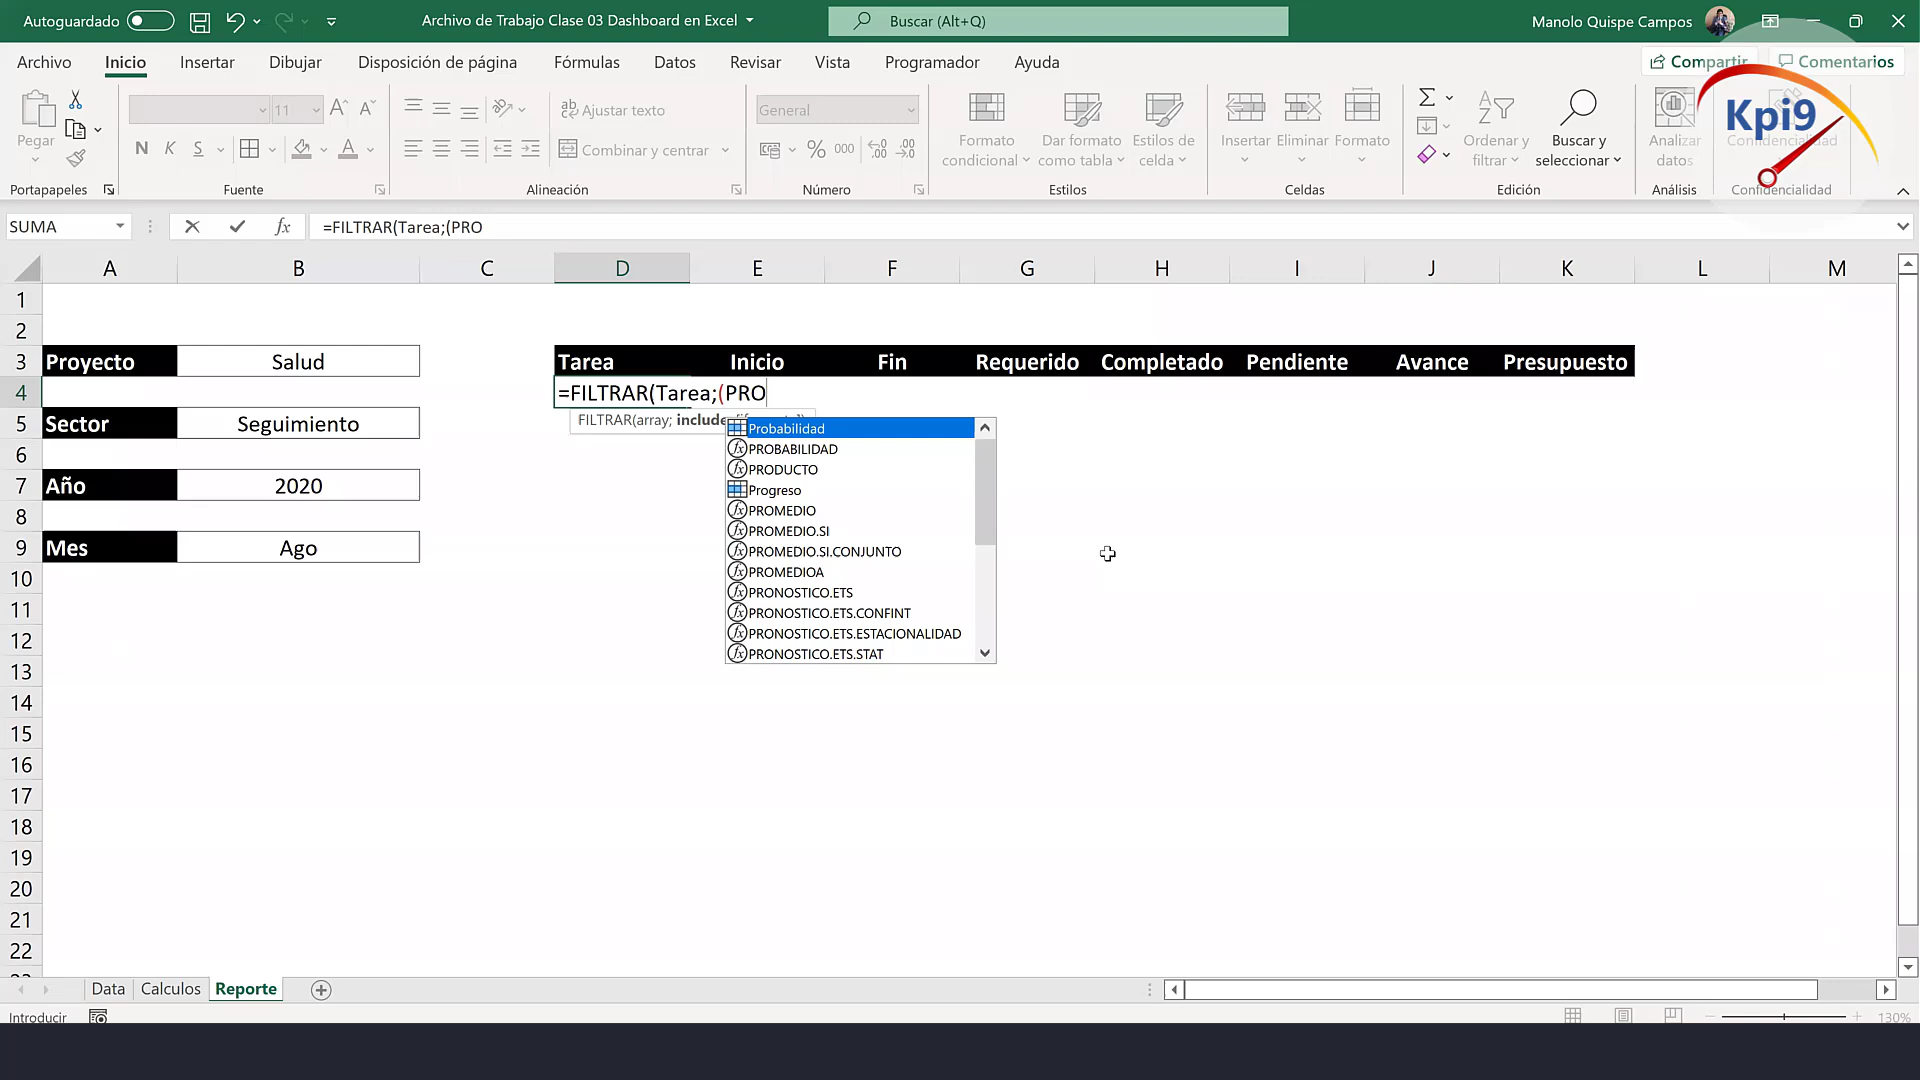 Autoguardado
Archivo de Trabajo Clase 03 Dashboard en Excel
Buscar (Alt+Q)
Manolo Quispe Campos
Archivo Inicio Insertar Dibujar Disposición de página Fórmulas Datos Revisar Vista Programador Ayuda
Compartir Comentarios
Kpi9
Pegar
Portapapeles
11
N K S
Fuente
Ajustar texto
Combinar y centrar
Alineación
General
% 000
Número
Formato condicional
Dar formato como tabla
Estilos de celda
Estilos
Insertar Eliminar Formato
Celdas
Ordenar y filtrar
Buscar y seleccionar
Edición
Analizar datos
Análisis
Confidencialidad
Confidencialidad
SUMA
fx
=FILTRAR(Tarea;(PRO
A B C D E F G H I J K L M
1
2
3 Proyecto Salud Tarea Inicio Fin Requerido Completado Pendiente Avance Presupuesto
4 =FILTRAR(Tarea;(PRO
FILTRAR(array; include
5 Sector Seguimiento
6
7 Año 2020
8
9 Mes Ago
Probabilidad
PROBABILIDAD
PRODUCTO
Progreso
PROMEDIO
PROMEDIO.SI
PROMEDIO.SI.CONJUNTO
PROMEDIOA
PRONOSTICO.ETS
PRONOSTICO.ETS.CONFINT
PRONOSTICO.ETS.ESTACIONALIDAD
PRONOSTICO.ETS.STAT
10
11
12
13
14
15
16
17
18
19
20
21
22
Data Calculos Reporte
Introducir
130%